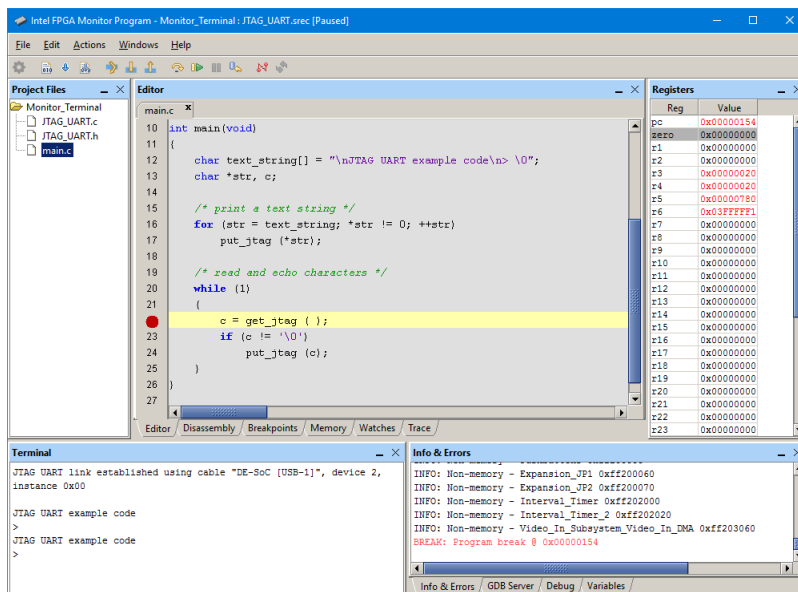 Intel FPGA Monitor Program - Monitor_Terminal : JTAG_UART.srec [Paused]
File Edit Actions Windows Help
Project Files
Monitor_Terminal
JTAG_UART.c
JTAG_UART.h
main.c
Editor
main.c x
10 int main(void)
11 {
12 char text_string[] = "\nJTAG UART example code\n> \0";
13 char *str, c;
14
15 /* print a text string */
16 for (str = text_string; *str != 0; ++str)
17 put_jtag (*str);
18
19 /* read and echo characters */
20 while (1)
21 {
c = get_jtag ( );
23 if (c != '\0')
24 put_jtag (c);
25 }
26 }
27
Editor Disassembly Breakpoints Memory Watches Trace
Registers
Reg Value
pc 0x00000154
zero 0x00000000
r1 0x00000000
r2 0x00000000
r3 0x00000020
r4 0x00000020
r5 0x00000780
r6 0x03FFFFF1
r7 0x00000000
r8 0x00000000
r9 0x00000000
r10 0x00000000
r11 0x00000000
r12 0x00000000
r13 0x00000000
r14 0x00000000
r15 0x00000000
r16 0x00000000
r17 0x00000000
r18 0x00000000
r19 0x00000000
r20 0x00000000
r21 0x00000000
r22 0x00000000
r23 0x00000000
Terminal
JTAG UART link established using cable "DE-SoC [USB-1]", device 2,
instance 0x00
JTAG UART example code
>
JTAG UART example code
>
Info & Errors
INFO: Non-memory - Expansion_JP1 0xff200060
INFO: Non-memory - Expansion_JP2 0xff200070
INFO: Non-memory - Interval_Timer 0xff202000
INFO: Non-memory - Interval_Timer_2 0xff202020
INFO: Non-memory - Video_In_Subsystem_Video_In_DMA 0xff203060
BREAK: Program break @ 0x00000154
Info & Errors GDB Server Debug Variables